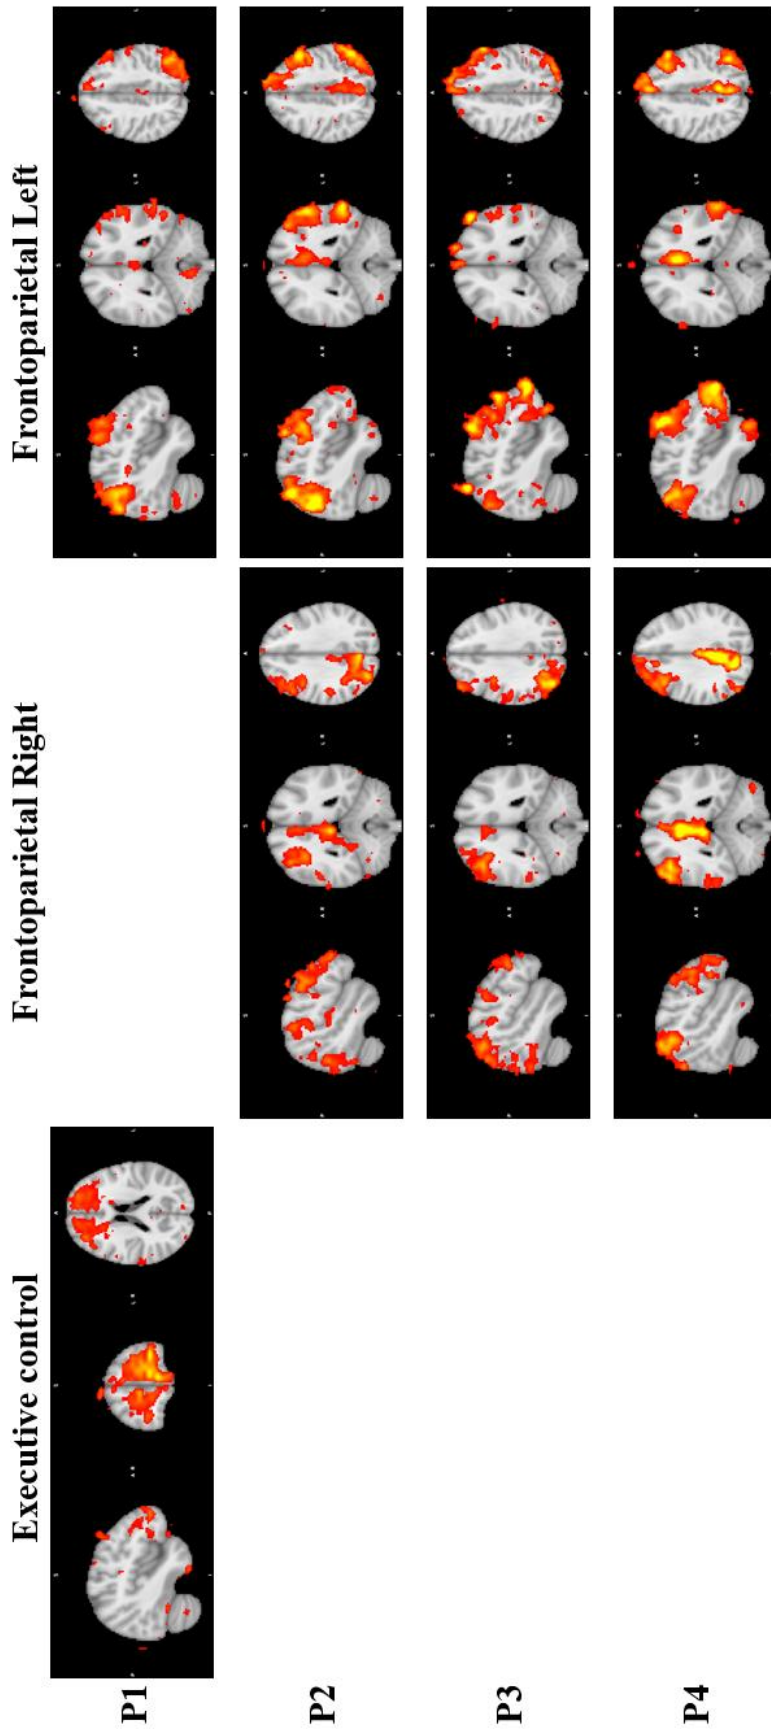 Executive control
Frontoparietal Right
Frontoparietal Left
P1
P2
P3
P4